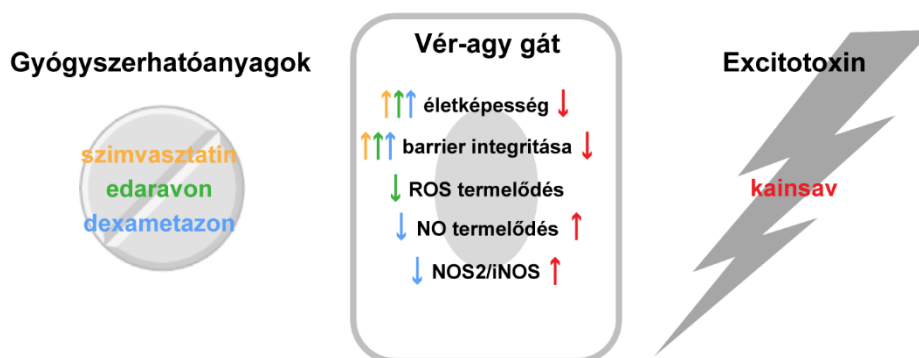 Gyógyszerhatóanyagok
szimvasztatin
edaravon
dexametazon
Vér-agy gát
↑↑↑ életképesség ↓
↑↑↑ barrier integritása ↓
↓ ROS termelődés
↓ NO termelődés ↑
↓ NOS2/iNOS ↑
Excitotoxin
kainsav